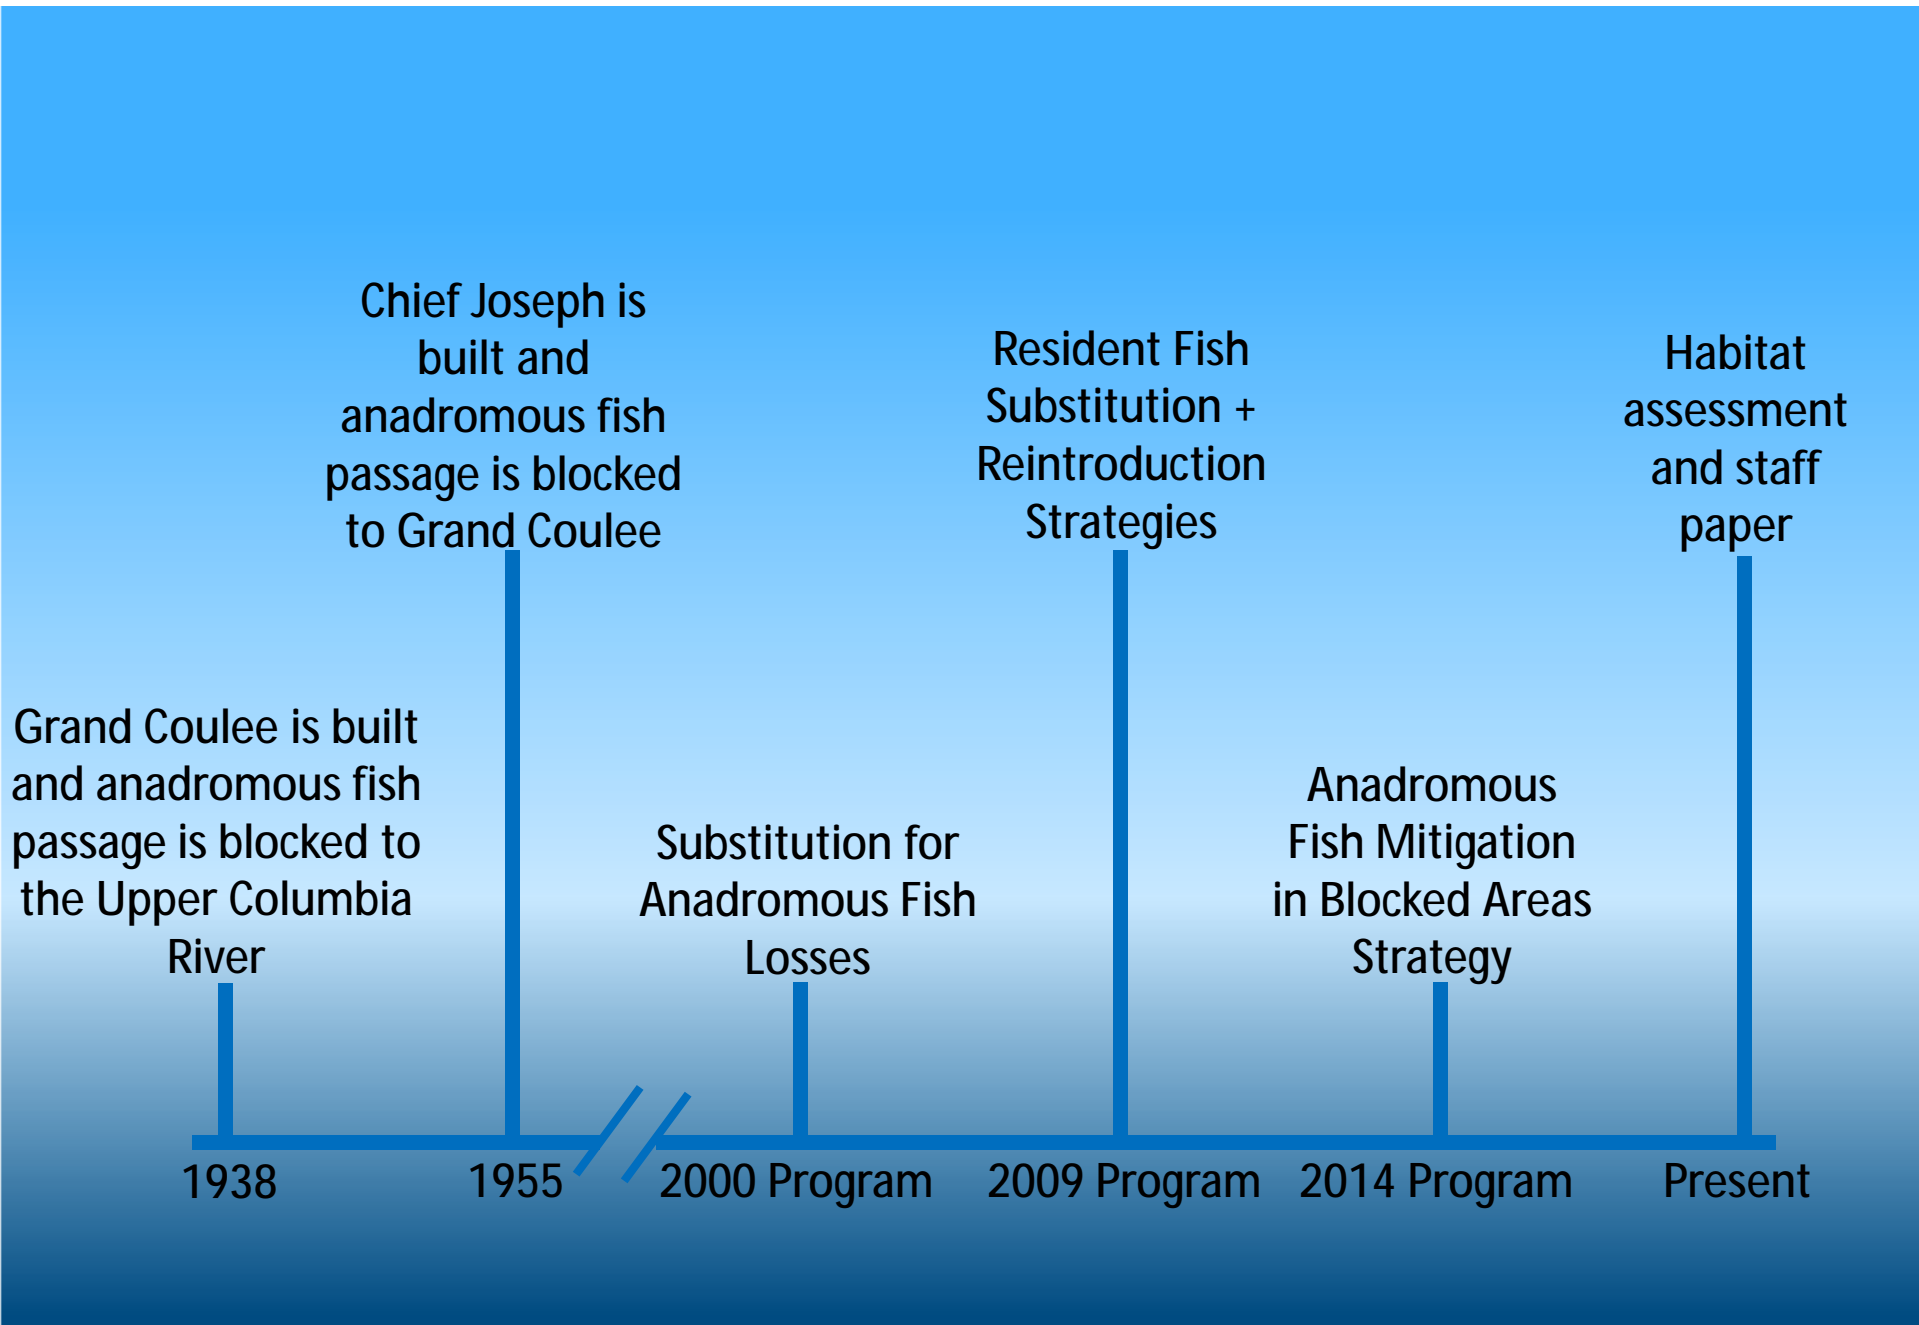 Chief Joseph is
built and
anadromous fish
passage is blocked
to Grand Coulee
Resident Fish
Substitution +
Reintroduction
Strategies
Habitat
assessment
and staff
paper
Grand Coulee is built
and anadromous fish
passage is blocked to
the Upper Columbia
River
Substitution for
Anadromous Fish
Losses
Anadromous
Fish Mitigation
in Blocked Areas
Strategy
1938
1955
2000 Program
2009 Program
2014 Program
Present